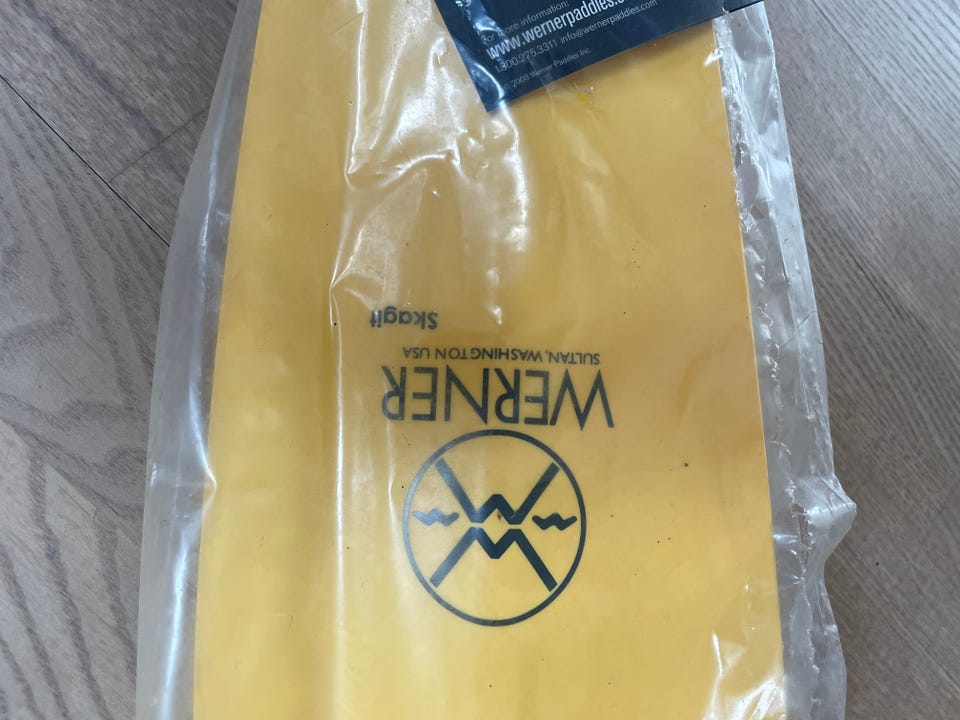 For more information:
www.wernerpaddles.c
1.800.275.3311 info@wernerpaddles.com
© 2008 Werner Paddles Inc.
WERNER
SULTAN, WASHINGTON USA
Skagit